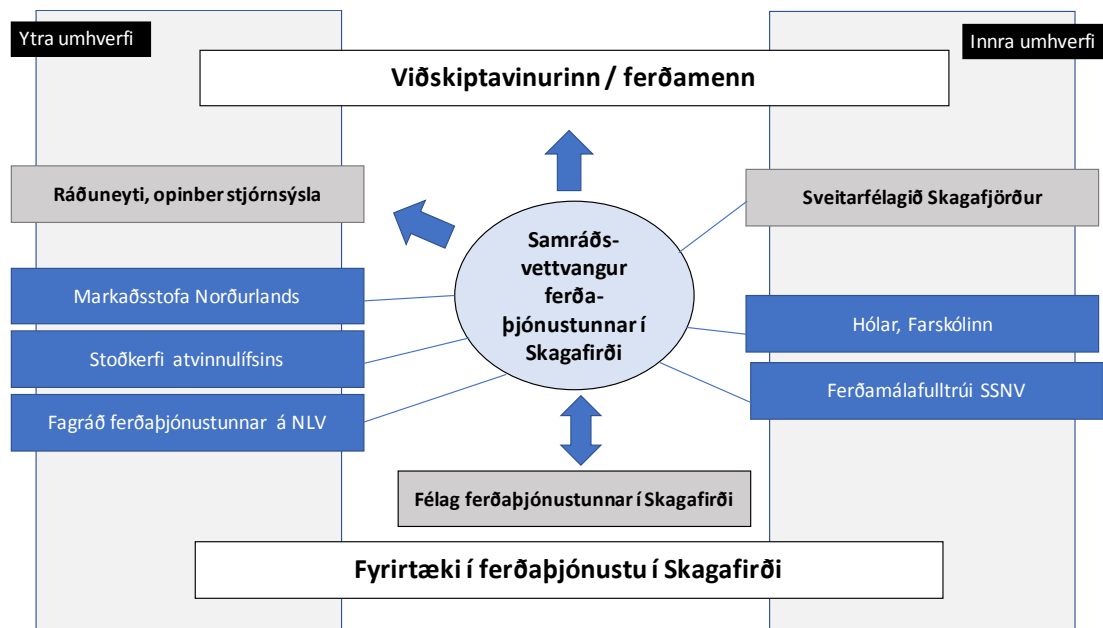 Ytra umhverfi
Innra umhverfi
Viðskiptavinurinn / ferðamenn
Ráðuneyti, opinber stjórnsýsla
Sveitarfélagið Skagafjörður
Samráðs-
vettvangur
ferða-
þjónustunnar í
Skagafirði
Markaðsstofa Norðurlands
Stoðkerfi atvinnulífsins
Fagráð ferðaþjónustunnar á NLV
Hólar, Farskólinn
Ferðamálafulltrúi SSNV
Félag ferðaþjónustunnar í Skagafirði
Fyrirtæki í ferðaþjónustu í Skagafirði